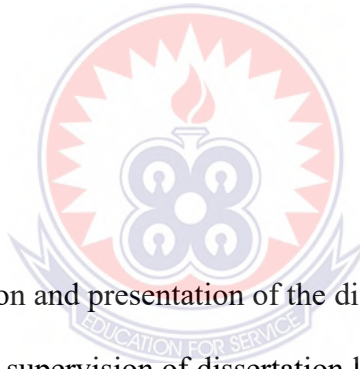 on and presentation of the di
EDUCATION FOR SERVICE
supervision of dissertation